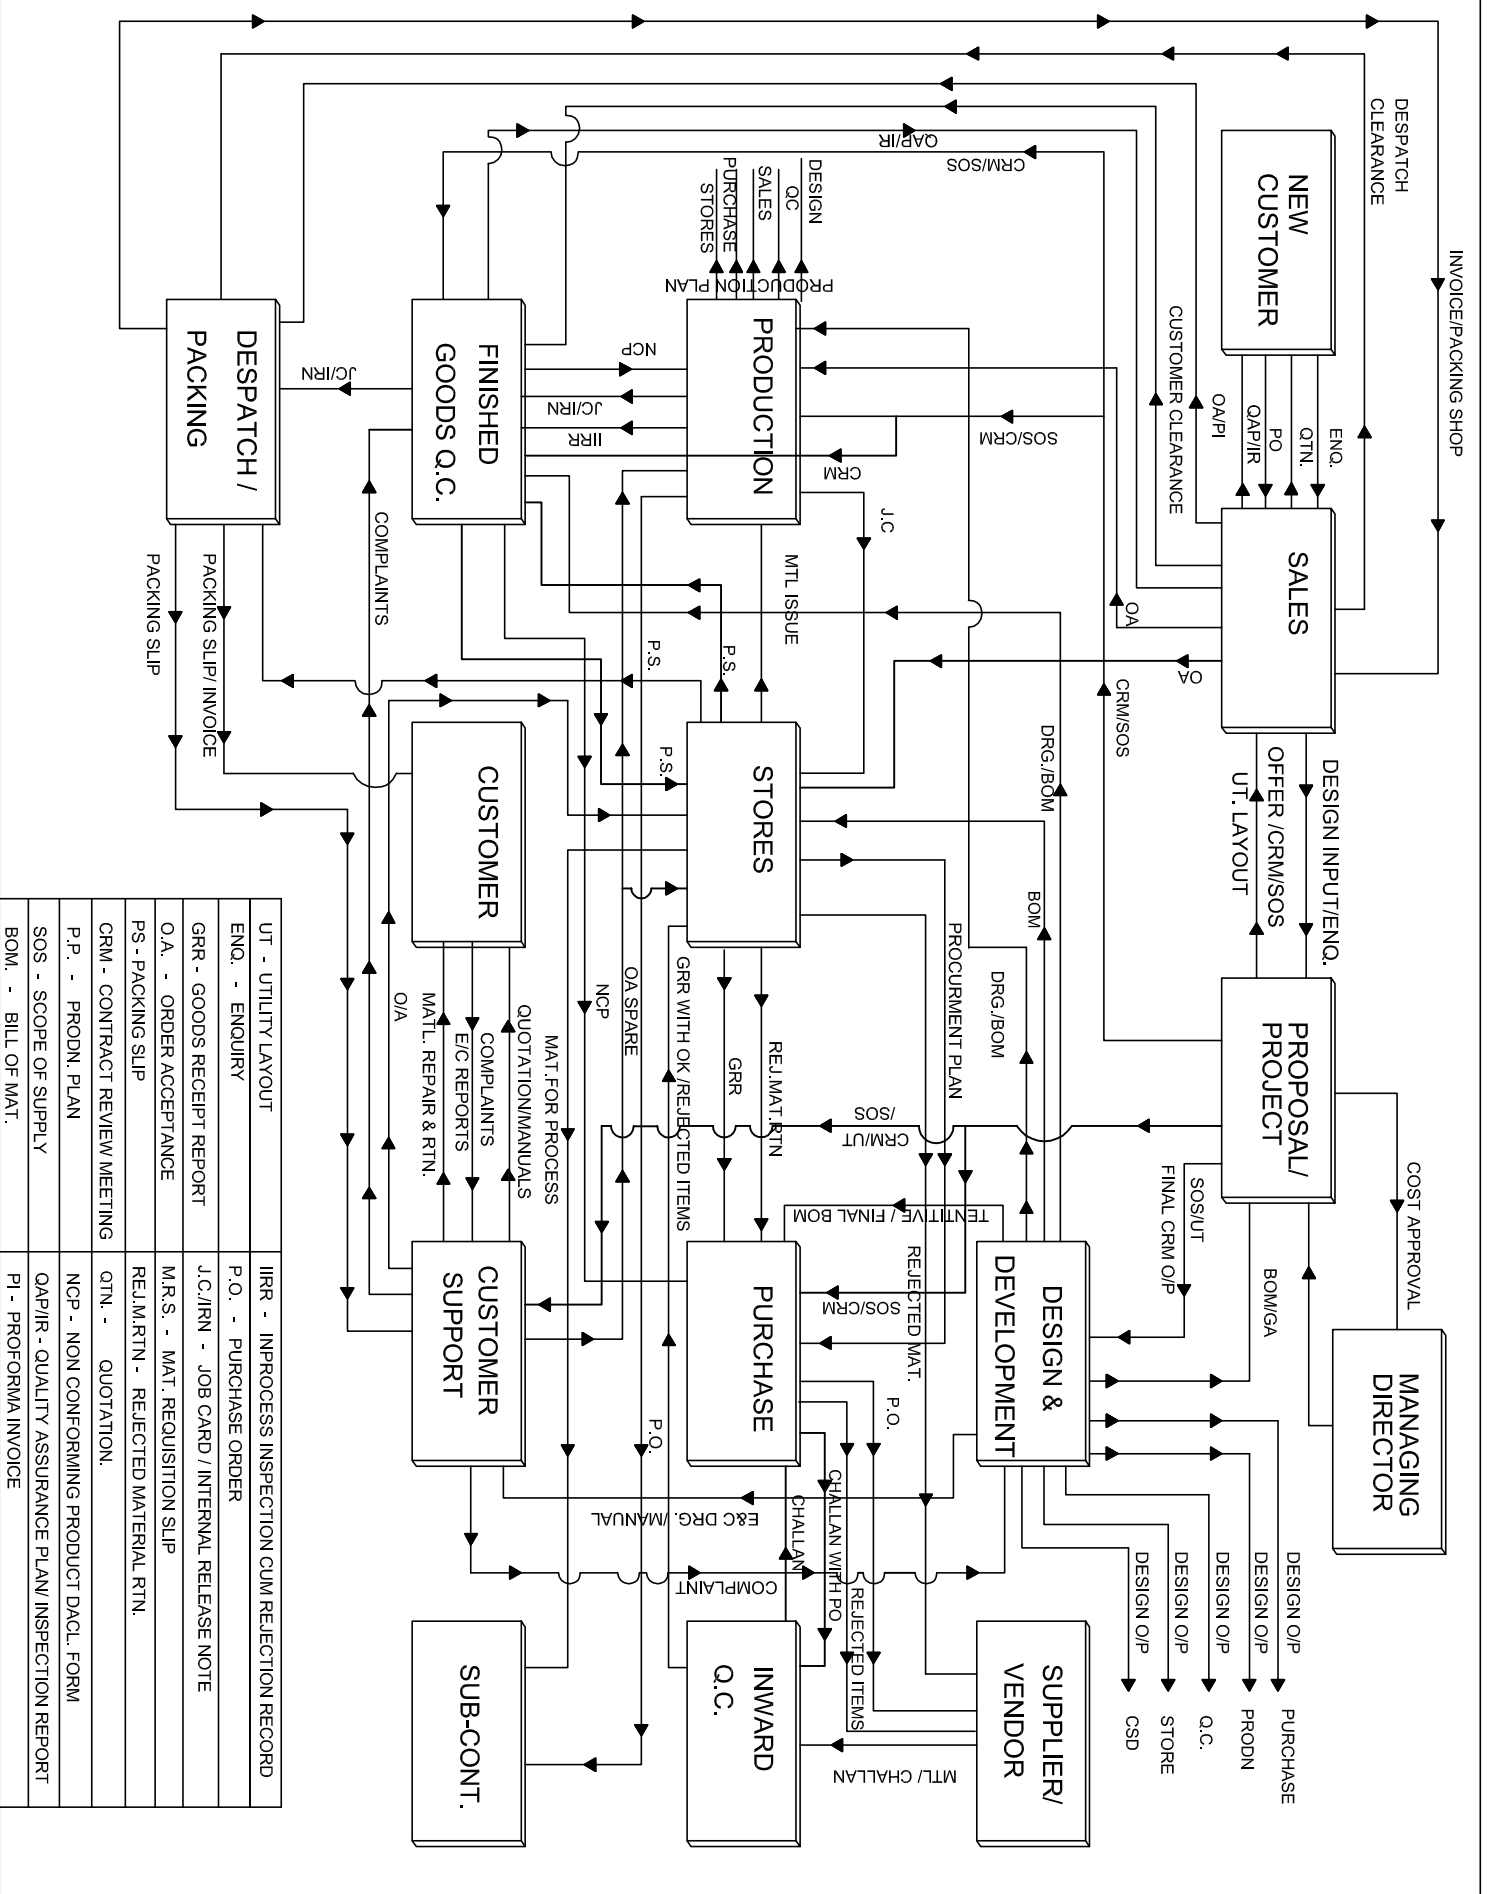 INVOICE/PACKING SHOP
DESPATCH
CLEARANCE
NEW
CUSTOMER
ENQ.
QTN.
PO
QAP/IR
OA/PI
CUSTOMER CLEARANCE
SALES
OA
OA
DESIGN INPUT/ENQ.
OFFER /CRM/SOS
UT. LAYOUT
PROPOSAL/
PROJECT
COST APPROVAL
MANAGING
DIRECTOR
CRM/SOS
SOS/UT
FINAL CRM O/P
BOM/GA
QAP/IR
CRM/SOS
DESIGN
QC
SALES
PURCHASE
STORES
PRODUCTION PLAN
PRODUCTION
SOS/CRM
CRM
J.C
MTL ISSUE
STORES
DRG./BOM
BOM
DRG./BOM
PROCURMENT PLAN
CRM/UT
/SOS
REJ.MAT.RTN
GRR
GRR WITH OK /REJECTED ITEMS
TENTITIVE / FINAL BOM
REJECTED MAT.
SOS/CRM
DESIGN &
DEVELOPMENT
PURCHASE
P.O.
CHALLAN WITH PO
CHALLAN
REJECTED ITEMS
E&C DRG. /MANUAL
COMPLAINT
DESIGN O/P
DESIGN O/P
DESIGN O/P
DESIGN O/P
DESIGN O/P
PURCHASE
PRODN
Q.C.
STORE
CSD
SUPPLIER/
VENDOR
MTL/ CHALLAN
INWARD
Q.C.
FINISHED
GOODS Q.C.
NCP
JC/IRN
IIRR
JC/IRN
DESPATCH /
PACKING
P.S.
P.S.
P.S.
COMPLAINTS
PACKING SLIP/ INVOICE
PACKING SLIP
CUSTOMER
NCP
OA SPARE
MAT.FOR PROCESS
QUOTATION/MANUALS
COMPLAINTS
E/C REPORTS
MATL. REPAIR & RTN.
O/A
CUSTOMER
SUPPORT
P.O.
SUB-CONT.
UT - UTILITY LAYOUT
ENQ. - ENQUIRY
GRR - GOODS RECEIPT REPORT
O.A. - ORDER ACCEPTANCE
PS - PACKING SLIP
CRM - CONTRACT REVIEW MEETING
P.P. - PRODN. PLAN
SOS - SCOPE OF SUPPLY
BOM. - BILL OF MAT.
IIRR - INPROCESS INSPECTION CUM REJECTION RECORD
P.O. - PURCHASE ORDER
J.C./IRN - JOB CARD / INTERNAL RELEASE NOTE
M.R.S. - MAT. REQUISITION SLIP
REJ.M.RTN - REJECTED MATERIAL RTN.
QTN. - QUOTATION.
NCP - NON CONFORMING PRODUCT DACL. FORM
QAP/IR - QUALITY ASSURANCE PLAN/ INSPECTION REPORT
PI - PROFORMA INVOICE